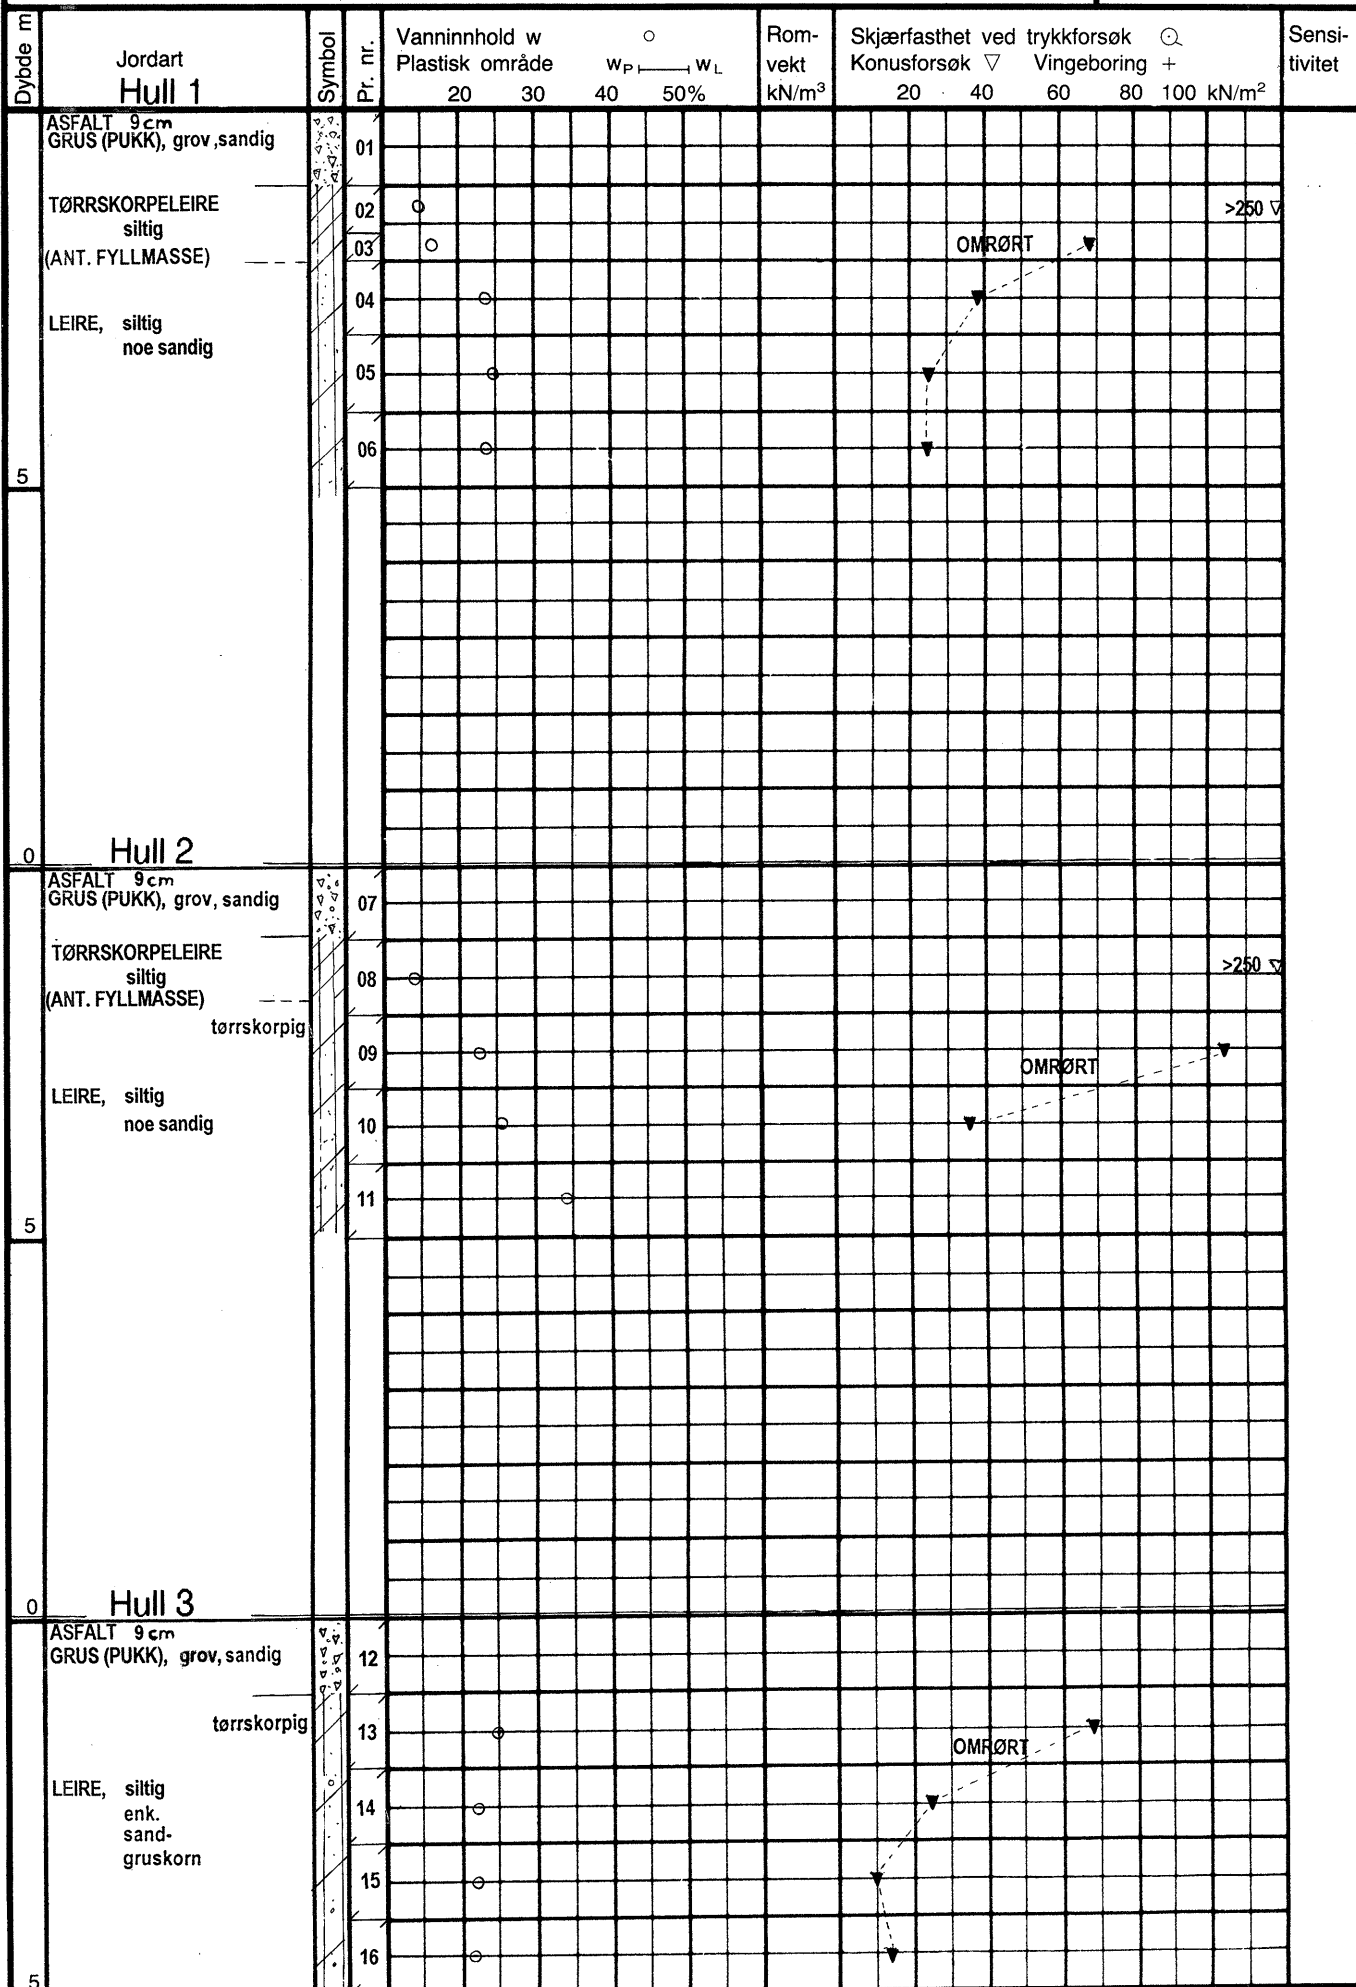 Dybde m
Jordart
Hull 1
Symbol
Pr. nr.
Vanninnhold w
Plastisk område wP wL
20 30 40 50%
Rom-
vekt
kN/m³
Skjærfasthet ved trykkforsøk
Konusforsøk ▽ Vingeboring +
20 40 60 80 100 kN/m²
Sensi-
tivitet
ASFALT 9cm
GRUS (PUKK), grov, sandig
01
TØRRSKORPELEIRE
02
>250 ▽
siltig
03
OMRØRT
(ANT. FYLLMASSE)
04
LEIRE, siltig
noe sandig
05
06
5
0
Hull 2
ASFALT 9cm
GRUS (PUKK), grov, sandig
07
TØRRSKORPELEIRE
>250 ▽
siltig
08
(ANT. FYLLMASSE)
tørrskorpig
09
OMRØRT
LEIRE, siltig
noe sandig
10
11
5
0
Hull 3
ASFALT 9cm
GRUS (PUKK), grov, sandig
12
tørrskorpig
13
OMRØRT
LEIRE, siltig
14
enk.
sand-
gruskorn
15
16
5